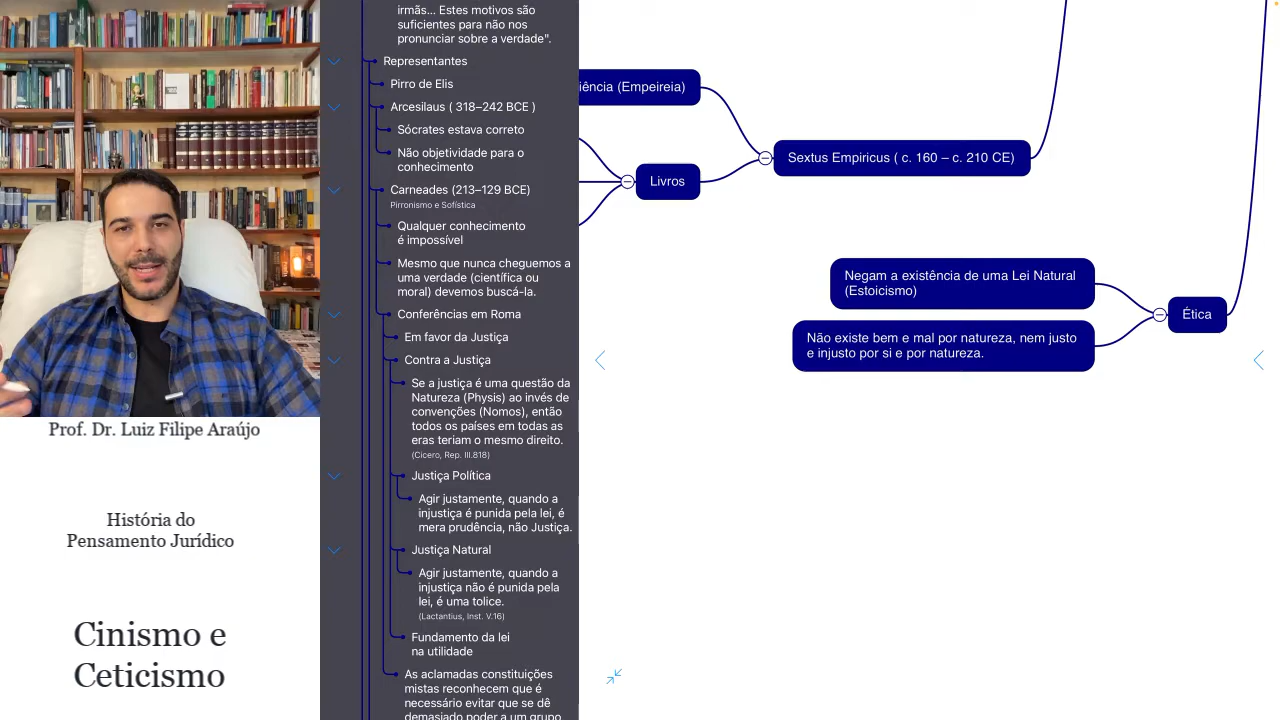 Prof. Dr. Luiz Filipe Araújo
História do
Pensamento Jurídico
Cinismo e
Ceticismo
irmãs... Estes motivos são
suficientes para não nos
pronunciar sobre a verdade".
Representantes
Pirro de Elis
Arcesilaus ( 318–242 BCE )
Sócrates estava correto
Não objetividade para o
conhecimento
Carneades (213–129 BCE)
Pirronismo e Sofística
Qualquer conhecimento
é impossível
Mesmo que nunca cheguemos a
uma verdade (científica ou
moral) devemos buscá-la.
Conferências em Roma
Em favor da Justiça
Contra a Justiça
Se a justiça é uma questão da
Natureza (Physis) ao invés de
convenções (Nomos), então
todos os países em todas as
eras teriam o mesmo direito.
(Cicero, Rep. III.818)
Justiça Política
Agir justamente, quando a
injustiça é punida pela lei, é
mera prudência, não Justiça.
Justiça Natural
Agir justamente, quando a
injustiça não é punida pela
lei, é uma tolice.
(Lactantius, Inst. V.16)
Fundamento da lei
na utilidade
As aclamadas constituições
mistas reconhecem que é
necessário evitar que se dê
demasiado poder a um grupo
iência (Empeireia)
Livros
Sextus Empiricus ( c. 160 – c. 210 CE)
Negam a existência de uma Lei Natural
(Estoicismo)
Não existe bem e mal por natureza, nem justo
e injusto por si e por natureza.
Ética